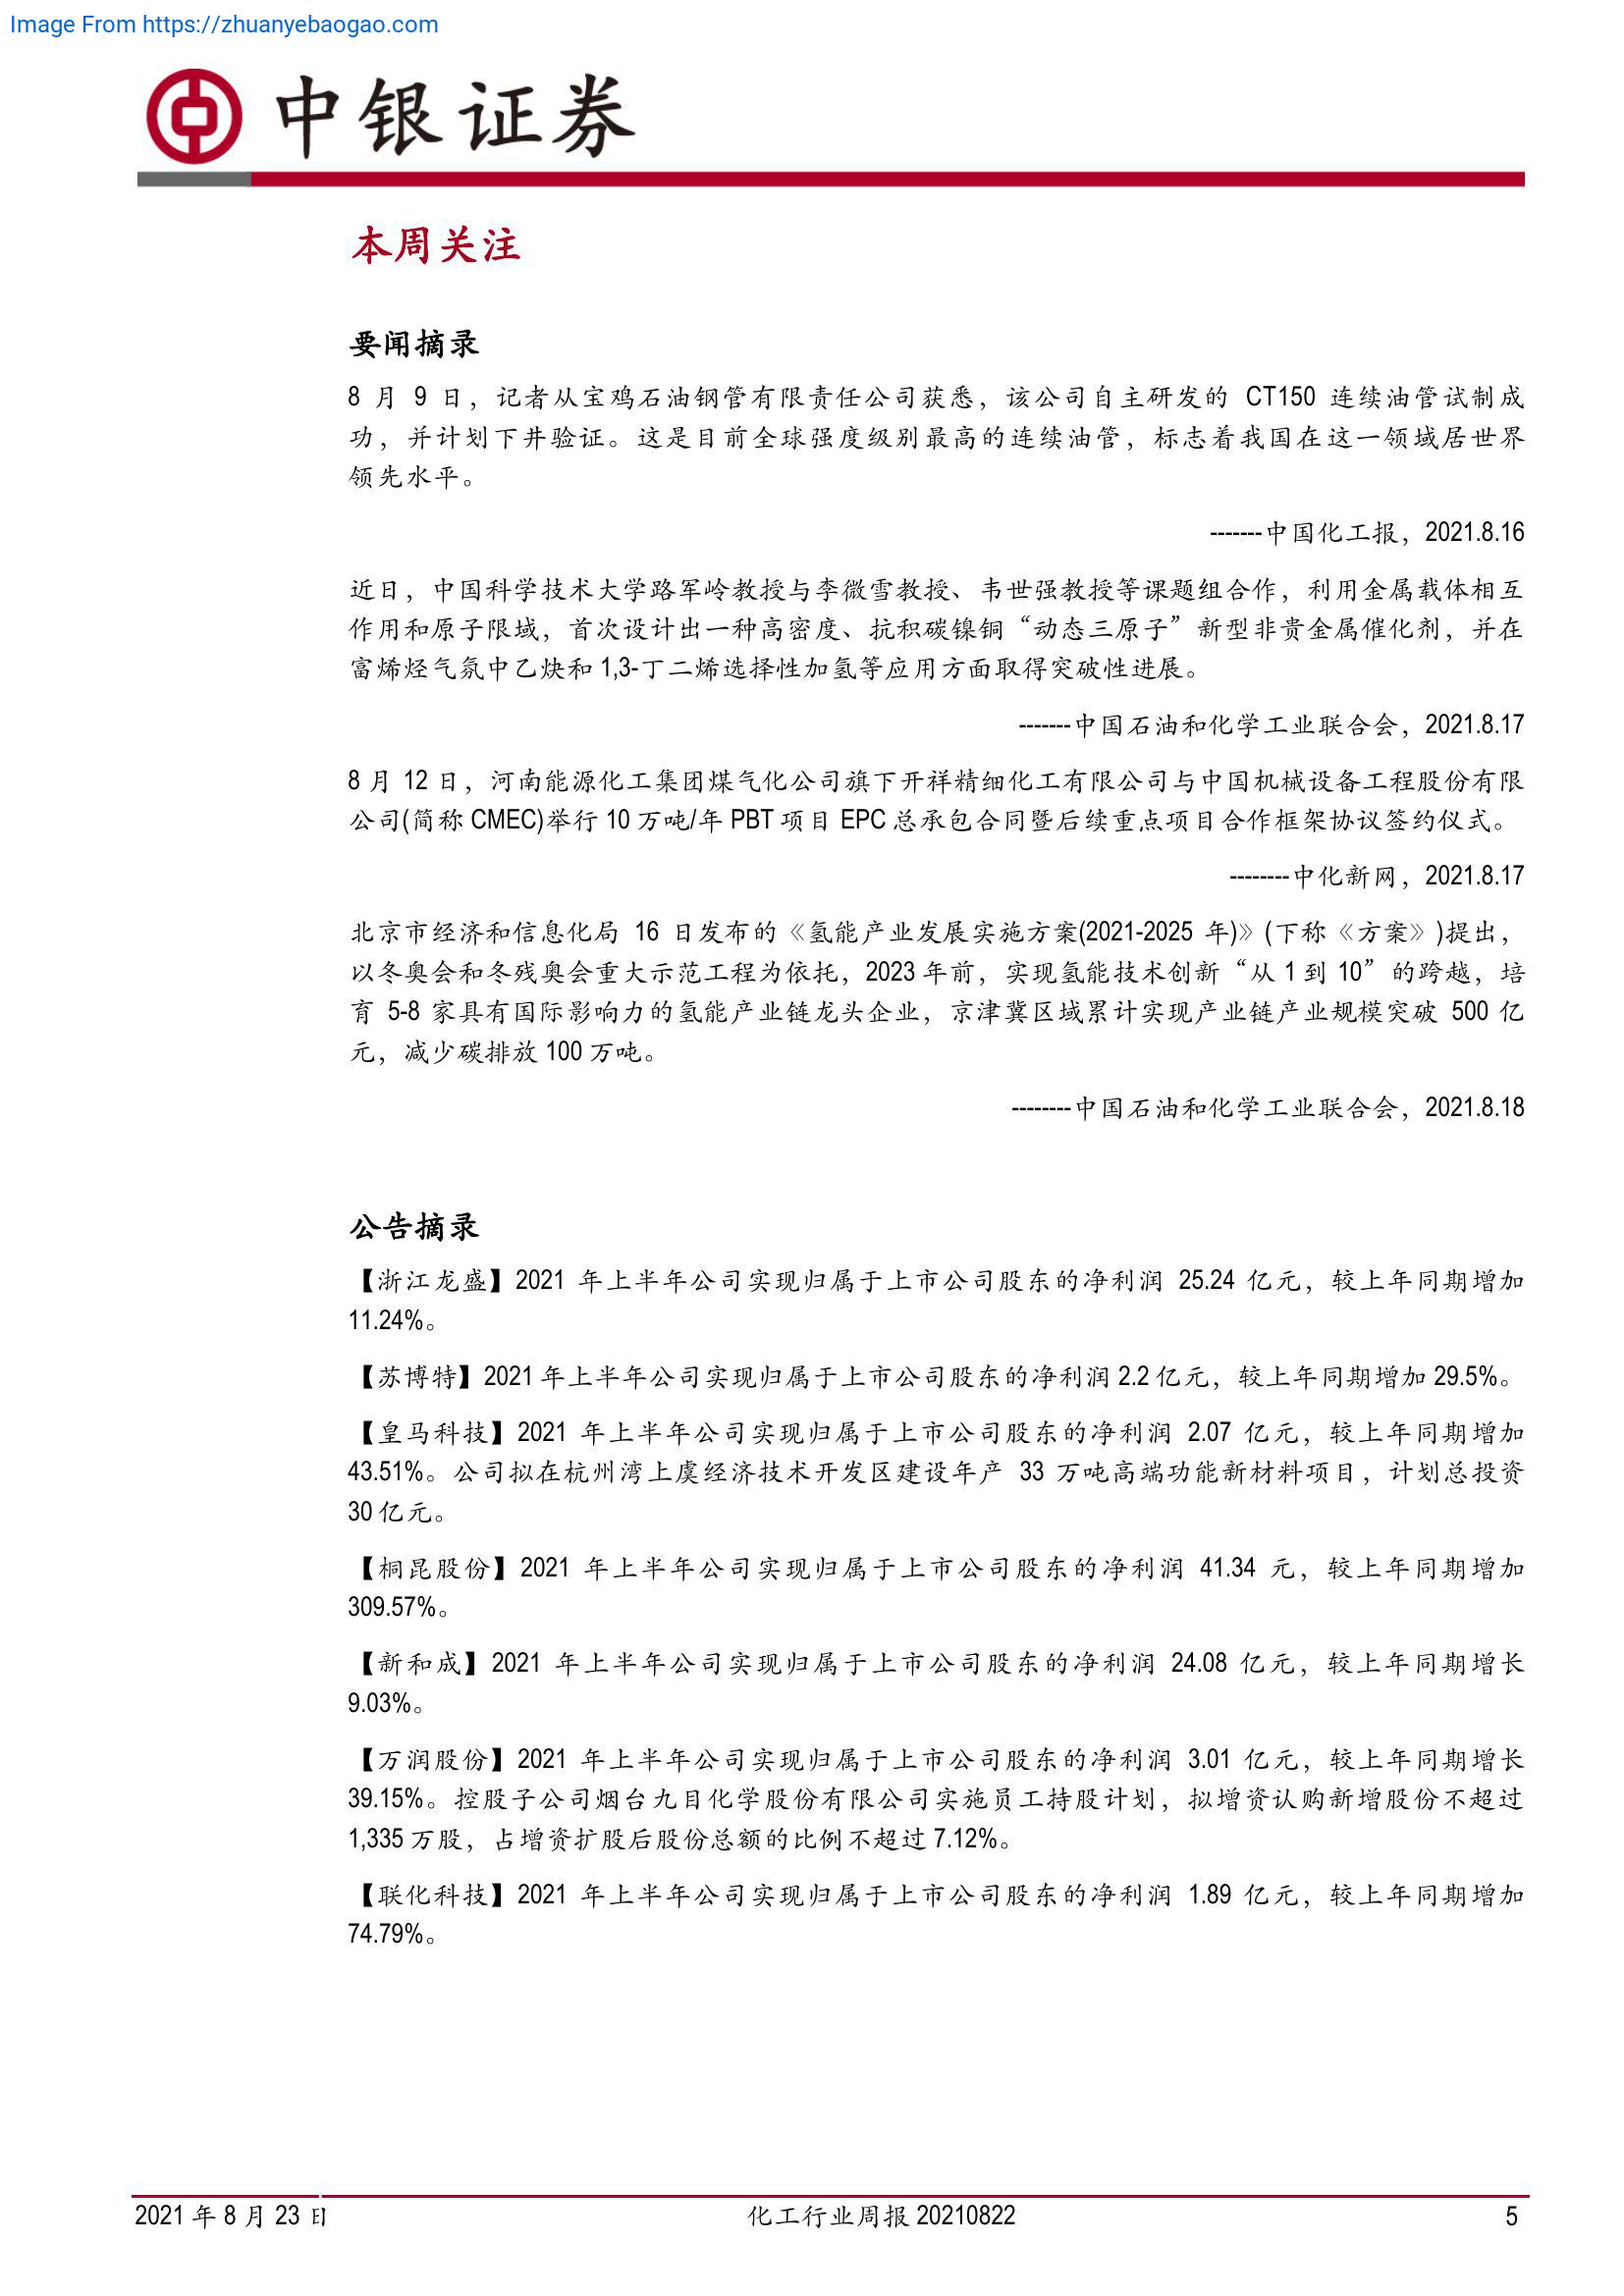 Image From https://zhuanyebaogao.com
中银证券
本周关注
要闻摘录
8 月 9 日，记者从宝鸡石油钢管有限责任公司获悉，该公司自主研发的 CT150 连续油管试制成
功，并计划下井验证。这是目前全球强度级别最高的连续油管，标志着我国在这一领域居世界
领先水平。
-------中国化工报，2021.8.16
近日，中国科学技术大学路军岭教授与李微雪教授、韦世强教授等课题组合作，利用金属载体相互
作用和原子限域，首次设计出一种高密度、抗积碳镍铜“动态三原子”新型非贵金属催化剂，并在
富烯烃气氛中乙炔和 1,3-丁二烯选择性加氢等应用方面取得突破性进展。
-------中国石油和化学工业联合会，2021.8.17
8 月 12 日，河南能源化工集团煤气化公司旗下开祥精细化工有限公司与中国机械设备工程股份有限
公司(简称 CMEC)举行 10 万吨/年 PBT 项目 EPC 总承包合同暨后续重点项目合作框架协议签约仪式。
--------中化新网，2021.8.17
北京市经济和信息化局 16 日发布的《氢能产业发展实施方案(2021-2025 年)》(下称《方案》)提出，
以冬奥会和冬残奥会重大示范工程为依托，2023 年前，实现氢能技术创新“从 1 到 10”的跨越，培
育 5-8 家具有国际影响力的氢能产业链龙头企业，京津冀区域累计实现产业链产业规模突破 500 亿
元，减少碳排放 100 万吨。
--------中国石油和化学工业联合会，2021.8.18
公告摘录
【浙江龙盛】2021 年上半年公司实现归属于上市公司股东的净利润 25.24 亿元，较上年同期增加
11.24%。
【苏博特】2021 年上半年公司实现归属于上市公司股东的净利润 2.2 亿元，较上年同期增加 29.5%。
【皇马科技】2021 年上半年公司实现归属于上市公司股东的净利润 2.07 亿元，较上年同期增加
43.51%。公司拟在杭州湾上虞经济技术开发区建设年产 33 万吨高端功能新材料项目，计划总投资
30 亿元。
【桐昆股份】2021 年上半年公司实现归属于上市公司股东的净利润 41.34 元，较上年同期增加
309.57%。
【新和成】2021 年上半年公司实现归属于上市公司股东的净利润 24.08 亿元，较上年同期增长
9.03%。
【万润股份】2021 年上半年公司实现归属于上市公司股东的净利润 3.01 亿元，较上年同期增长
39.15%。控股子公司烟台九目化学股份有限公司实施员工持股计划，拟增资认购新增股份不超过
1,335 万股，占增资扩股后股份总额的比例不超过 7.12%。
【联化科技】2021 年上半年公司实现归属于上市公司股东的净利润 1.89 亿元，较上年同期增加
74.79%。
2021 年 8 月 23 日
化工行业周报 20210822
5